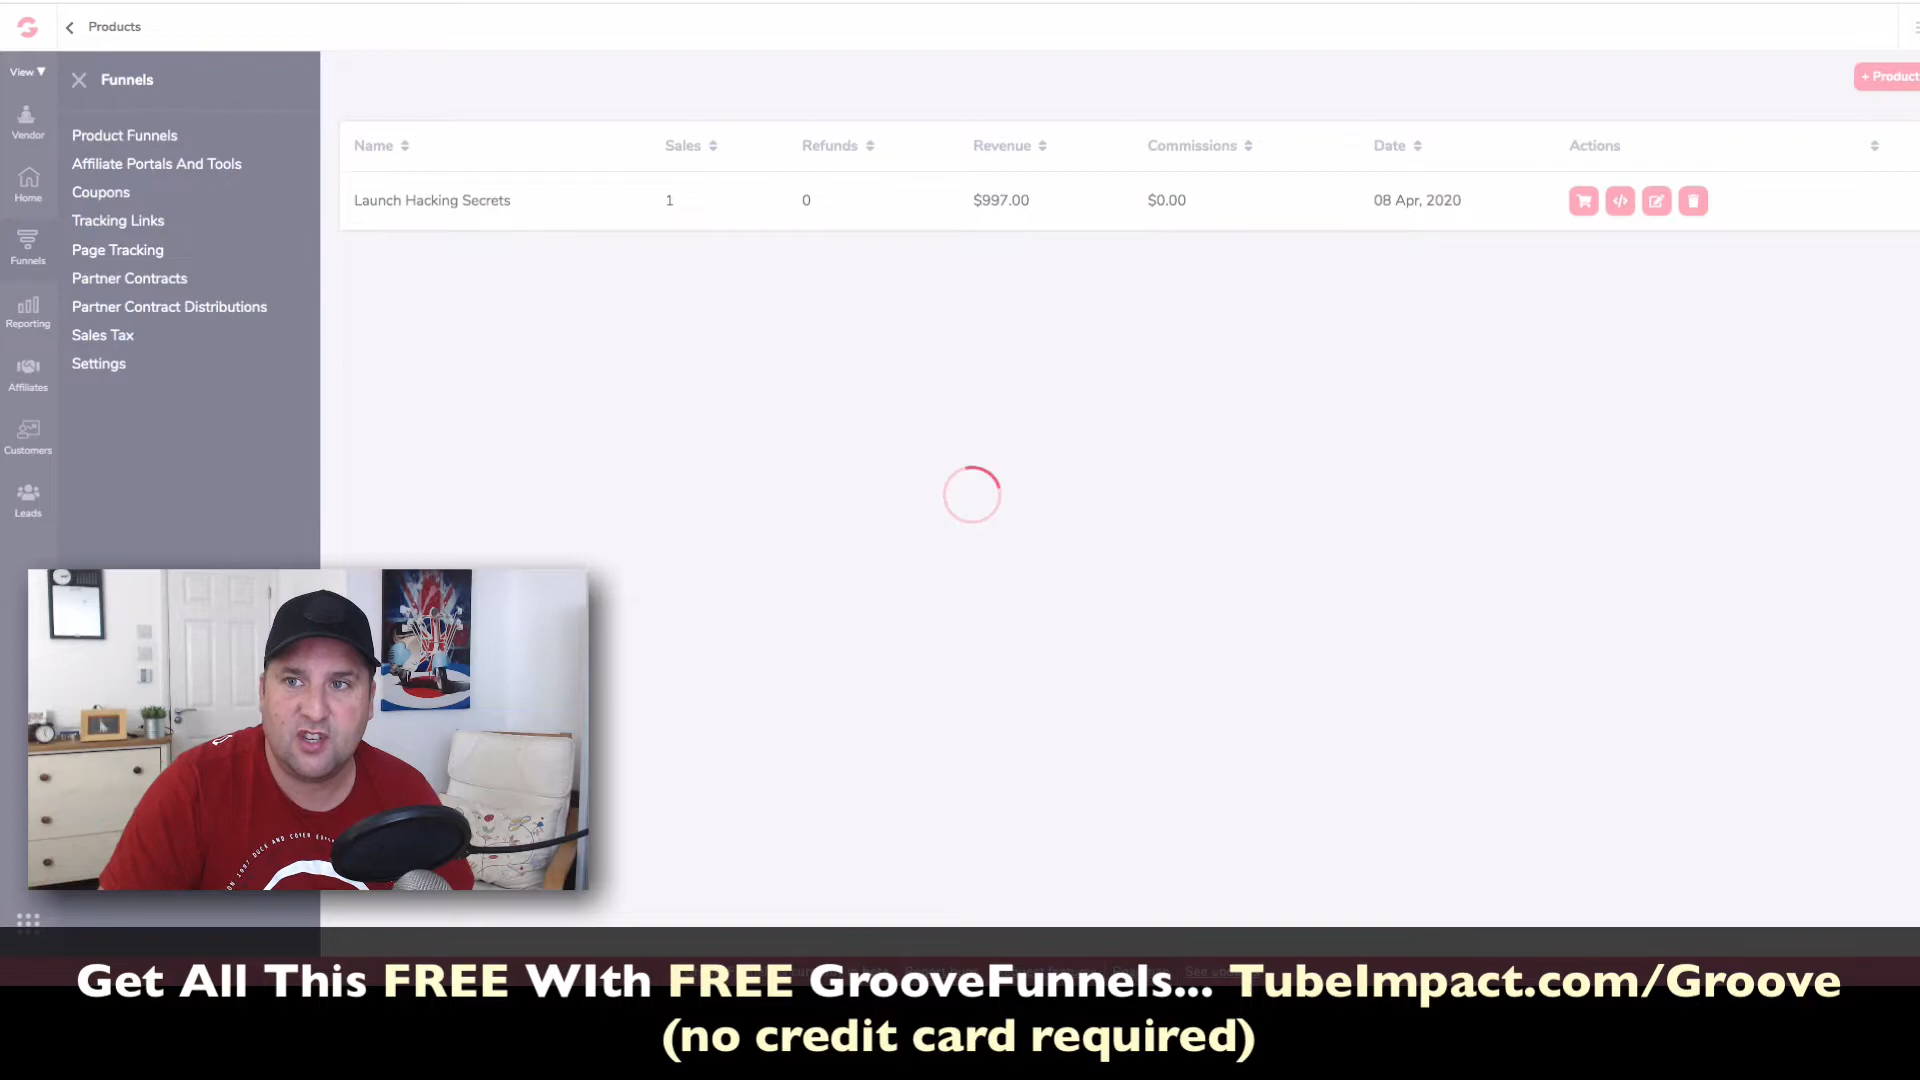 Products
View ▼
Funnels
+ Product
Vendor
Home
Funnels
Reporting
Affiliates
Customers
Leads
Product Funnels
Affiliate Portals And Tools
Coupons
Tracking Links
Page Tracking
Partner Contracts
Partner Contract Distributions
Sales Tax
Settings
Name Sales Refunds Revenue Commissions Date Actions
Launch Hacking Secrets 1 0 $997.00 $0.00 08 Apr, 2020
Get All This FREE WIth FREE GrooveFunnels... TubeImpact.com/Groove
(no credit card required)